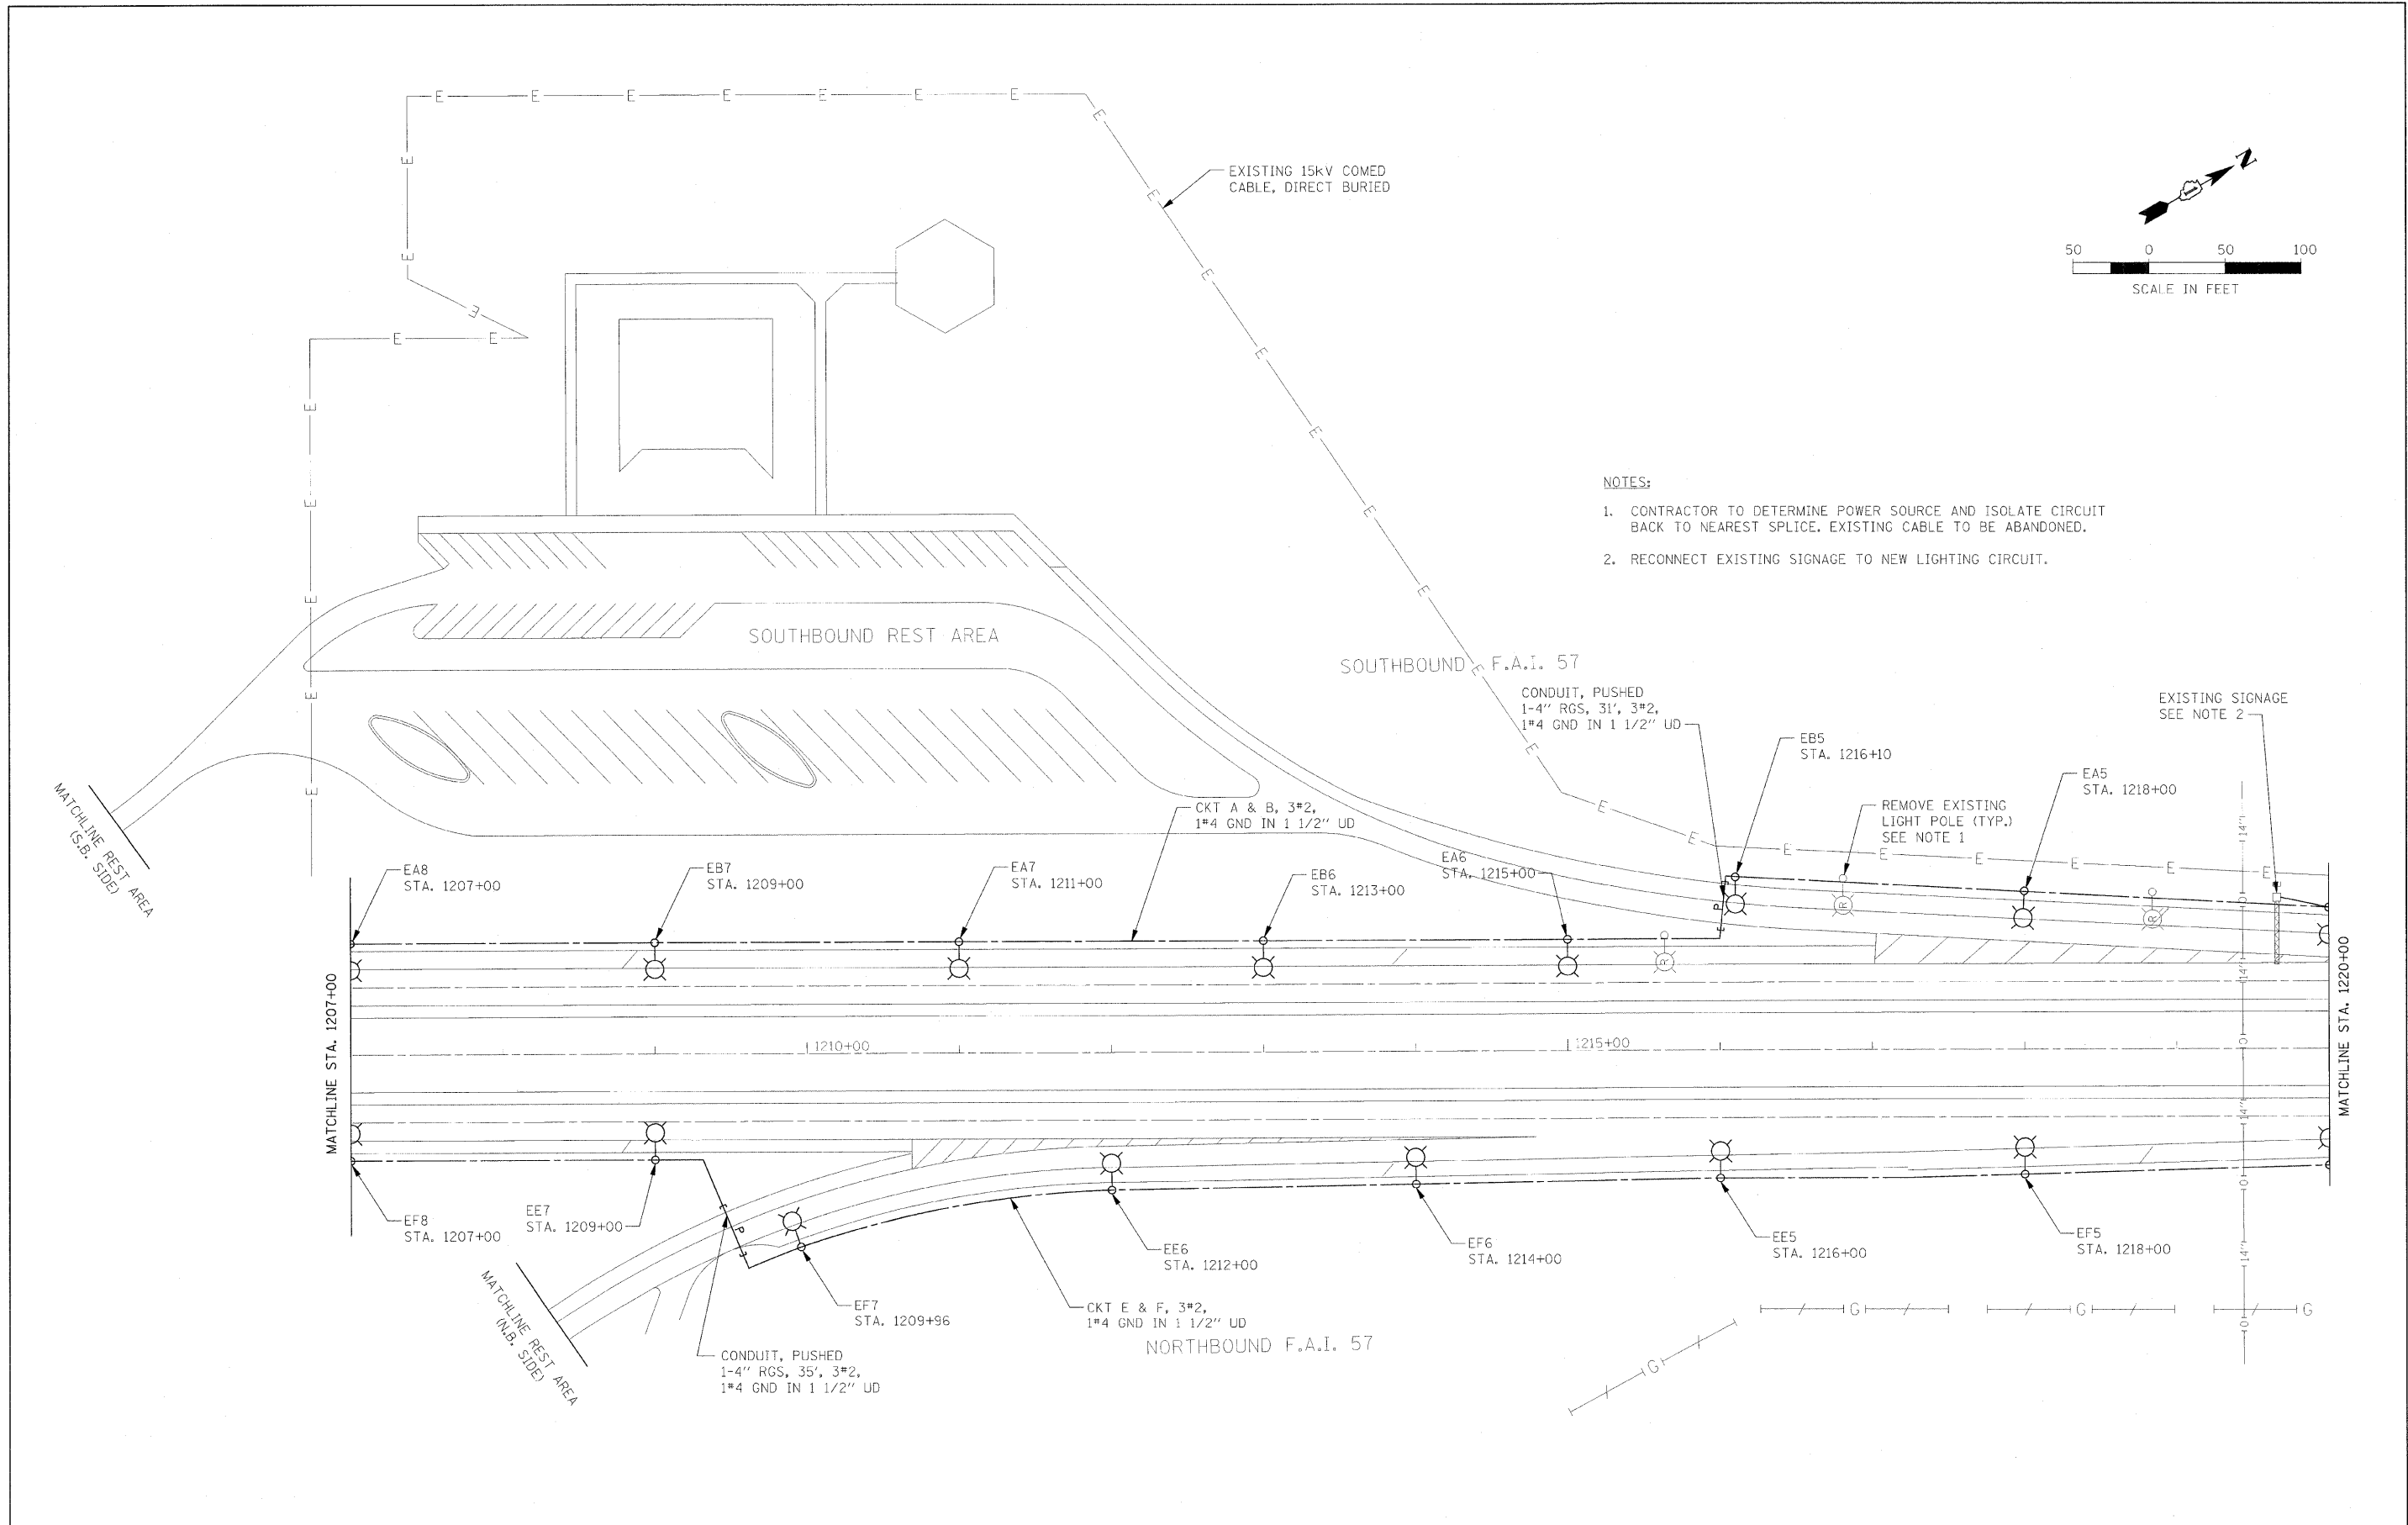 EXISTING 15kV COMED
CABLE, DIRECT BURIED
N
50 0 50 100
SCALE IN FEET
NOTES:
1. CONTRACTOR TO DETERMINE POWER SOURCE AND ISOLATE CIRCUIT
BACK TO NEAREST SPLICE. EXISTING CABLE TO BE ABANDONED.
2. RECONNECT EXISTING SIGNAGE TO NEW LIGHTING CIRCUIT.
SOUTHBOUND REST AREA
SOUTHBOUND F.A.I. 57
CONDUIT, PUSHED
1-4" RGS, 31', 3#2,
1#4 GND IN 1 1/2" UD
EXISTING SIGNAGE
SEE NOTE 2
EB5
STA. 1216+10
EA5
STA. 1218+00
REMOVE EXISTING
LIGHT POLE (TYP.)
SEE NOTE 1
CKT A & B, 3#2,
1#4 GND IN 1 1/2" UD
MATCHLINE REST AREA
(S.B. SIDE)
EA8
STA. 1207+00
EB7
STA. 1209+00
EA7
STA. 1211+00
EB6
STA. 1213+00
EA6
STA. 1215+00
MATCHLINE STA. 1207+00
1210+00
1215+00
MATCHLINE STA. 1220+00
EF8
STA. 1207+00
EE7
STA. 1209+00
EF7
STA. 1209+96
EE6
STA. 1212+00
EF6
STA. 1214+00
EE5
STA. 1216+00
EF5
STA. 1218+00
CKT E & F, 3#2,
1#4 GND IN 1 1/2" UD
NORTHBOUND F.A.I. 57
MATCHLINE REST AREA
(N.B. SIDE)
CONDUIT, PUSHED
1-4" RGS, 35', 3#2,
1#4 GND IN 1 1/2" UD